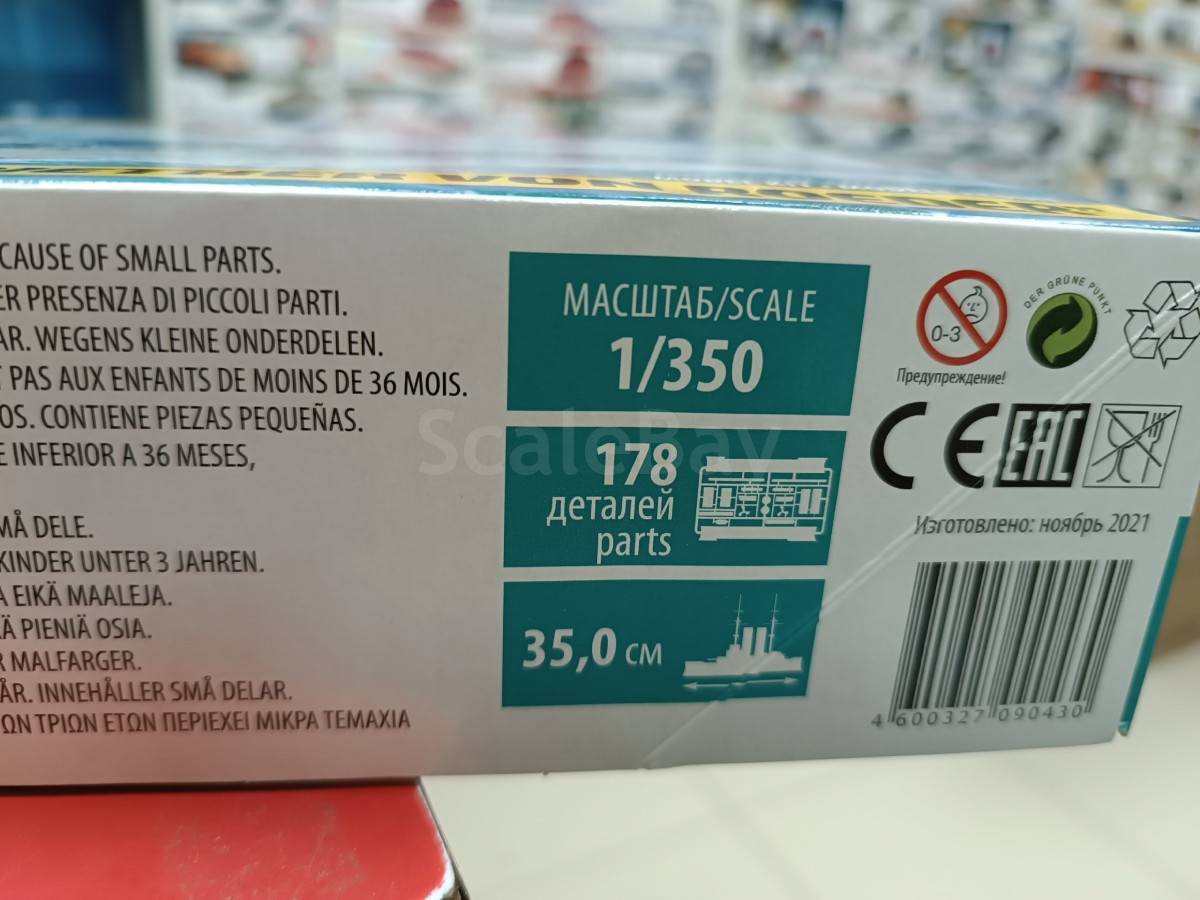 CAUSE OF SMALL PARTS.
ER PRESENZA DI PICCOLI PARTI.
AR. WEGENS KLEINE ONDERDELEN.
T PAS AUX ENFANTS DE MOINS DE 36 MOIS.
OS. CONTIENE PIEZAS PEQUEÑAS.
E INFERIOR A 36 MESES,
MÅ DELE.
KINDER UNTER 3 JAHREN.
A EIKÄ MAALEJA.
Ä PIENIÄ OSIA.
R MALFARGER.
ÅR. INNEHÅLLER SMÅ DELAR.
ΩΝ ΤΡΙΩΝ ΕΤΩΝ ΠΕΡΙΕΧΕΙ ΜΙΚΡΑ ΤΕΜΑΧΙΑ
МАСШТАБ/SCALE
1/350
178
деталей
parts
35,0 см
0-3
Предупреждение!
DER GRÜNE PUNKT
CE EAC
Изготовлено: ноябрь 2021
4 600327 090430
ScaleBay